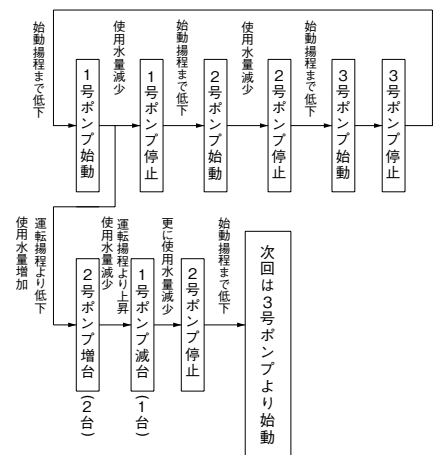 始動揚程まで低下
1号ポンプ始動
使用水量減少
1号ポンプ停止
始動揚程まで低下
2号ポンプ始動
使用水量減少
2号ポンプ停止
始動揚程まで低下
3号ポンプ始動
3号ポンプ停止
運転揚程より低下
使用水量増加
2号ポンプ増台(2台)
運転揚程より上昇
使用水量減少
1号ポンプ減台(1台)
更に使用水量減少
2号ポンプ停止
始動揚程まで低下
次回は3号ポンプより始動